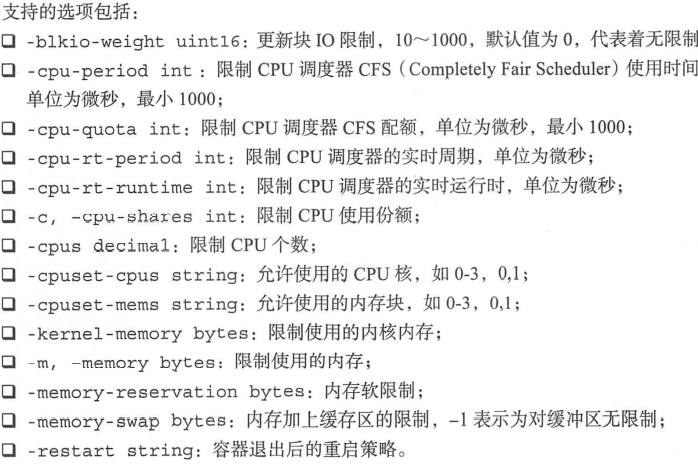 支持的选项包括：
❑ -blkio-weight uint16：更新块 IO 限制，10～1000，默认值为 0，代表着无限制
❑ -cpu-period int：限制 CPU 调度器 CFS（Completely Fair Scheduler）使用时间
单位为微秒，最小 1000；
❑ -cpu-quota int：限制 CPU 调度器 CFS 配额，单位为微秒，最小 1000；
❑ -cpu-rt-period int：限制 CPU 调度器的实时周期，单位为微秒；
❑ -cpu-rt-runtime int：限制 CPU 调度器的实时运行时，单位为微秒；
❑ -c, -cpu-shares int：限制 CPU 使用份额；
❑ -cpus decimal：限制 CPU 个数；
❑ -cpuset-cpus string：允许使用的 CPU 核，如 0-3，0,1；
❑ -cpuset-mems string：允许使用的内存块，如 0-3，0,1；
❑ -kernel-memory bytes：限制使用的内核内存；
❑ -m, -memory bytes：限制使用的内存；
❑ -memory-reservation bytes：内存软限制；
❑ -memory-swap bytes：内存加上缓存区的限制，-1 表示为对缓冲区无限制；
❑ -restart string：容器退出后的重启策略。